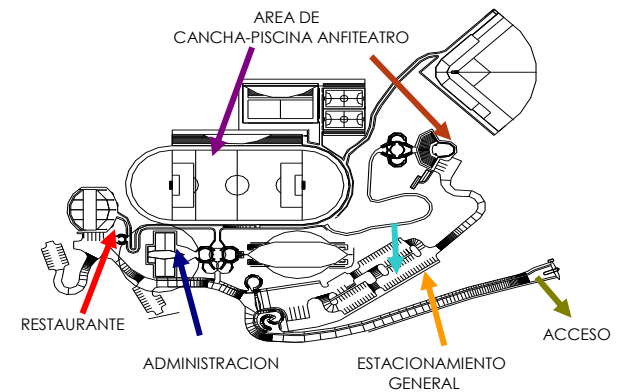 AREA DE
CANCHA-PISCINA ANFITEATRO
RESTAURANTE
ADMINISTRACION
ESTACIONAMIENTO
GENERAL
ACCESO